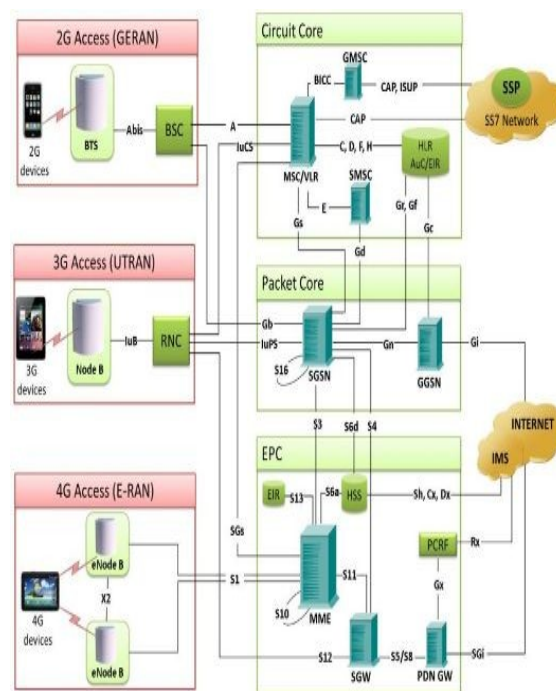 2G Access (GERAN)
2G
devices
BTS
Abis
BSC
3G Access (UTRAN)
3G
devices
Node B
IuB
RNC
4G Access (E-RAN)
4G
devices
eNode B
X2
eNode B
Circuit Core
GMSC
BICC
CAP, ISUP
SSP
SS7 Network
A
CAP
IuCS
C, D, F, H
HLR
AuC/EIR
MSC/VLR
SMSC
E
Gs
Gd
Gr, Gf
Gc
Packet Core
Gb
IuPS
Gn
Gi
S16
SGSN
GGSN
S3
S6d
S4
INTERNET
IMS
EPC
EIR
S13
S6a
HSS
Sh, Cx, Dx
SGs
PCRF
Rx
S1
S11
Gx
S10
MME
S12
SGW
S5/S8
PDN GW
SGi